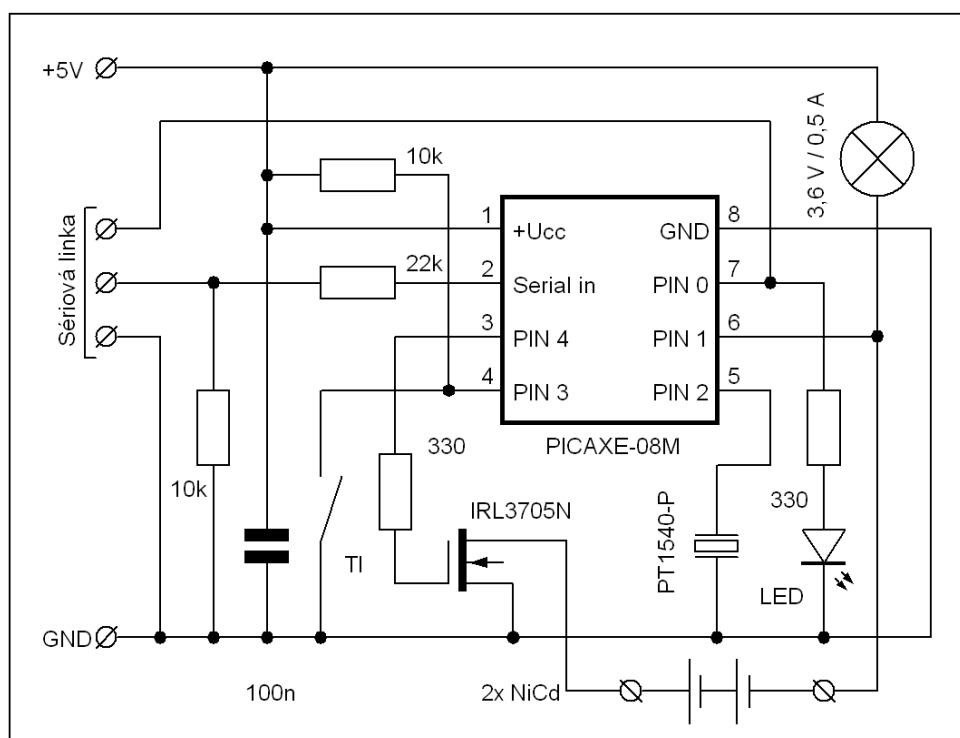 +5V
3,6 V / 0,5 A
10k
Sériová linka
1
+Ucc
GND
8
22k
2
Serial in
PIN 0
7
3
PIN 4
PIN 1
6
4
PIN 3
PIN 2
5
PICAXE-08M
330
10k
330
IRL3705N
PT1540-P
TI
LED
GND
100n
2x NiCd